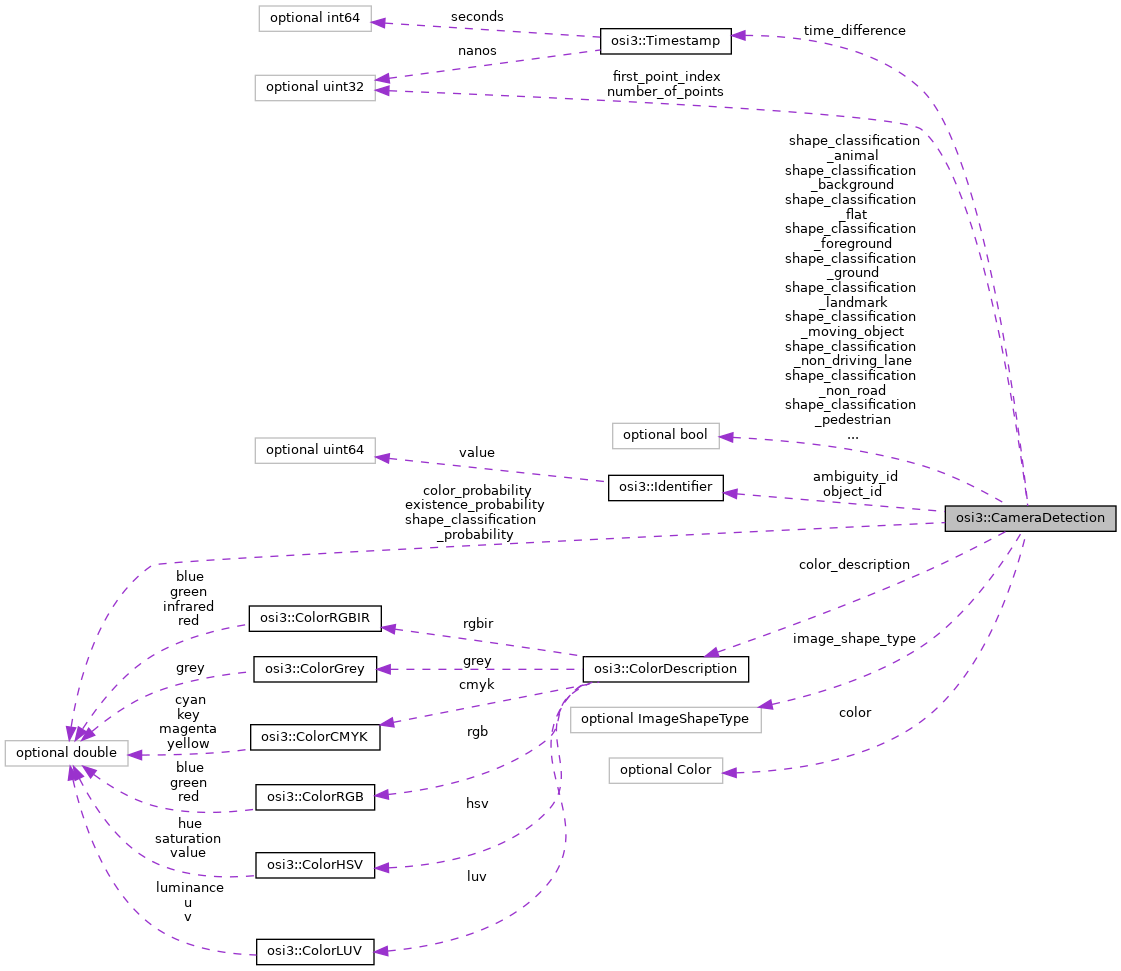 optional int64
seconds
osi3::Timestamp
time_difference
nanos
optional uint32
first_point_index
number_of_points
shape_classification
_animal
shape_classification
_background
shape_classification
_flat
shape_classification
_foreground
shape_classification
_ground
shape_classification
_landmark
shape_classification
_moving_object
shape_classification
_non_driving_lane
shape_classification
_non_road
shape_classification
_pedestrian
...
optional bool
optional uint64
value
osi3::Identifier
ambiguity_id
object_id
osi3::CameraDetection
color_probability
existence_probability
shape_classification
_probability
color_description
blue
green
infrared
red
osi3::ColorRGBIR
rgbir
image_shape_type
grey
osi3::ColorGrey
grey
osi3::ColorDescription
cmyk
cyan
key
magenta
yellow
osi3::ColorCMYK
optional ImageShapeType
color
rgb
optional double
optional Color
blue
green
red
osi3::ColorRGB
hsv
hue
saturation
value
osi3::ColorHSV
luv
luminance
u
v
osi3::ColorLUV